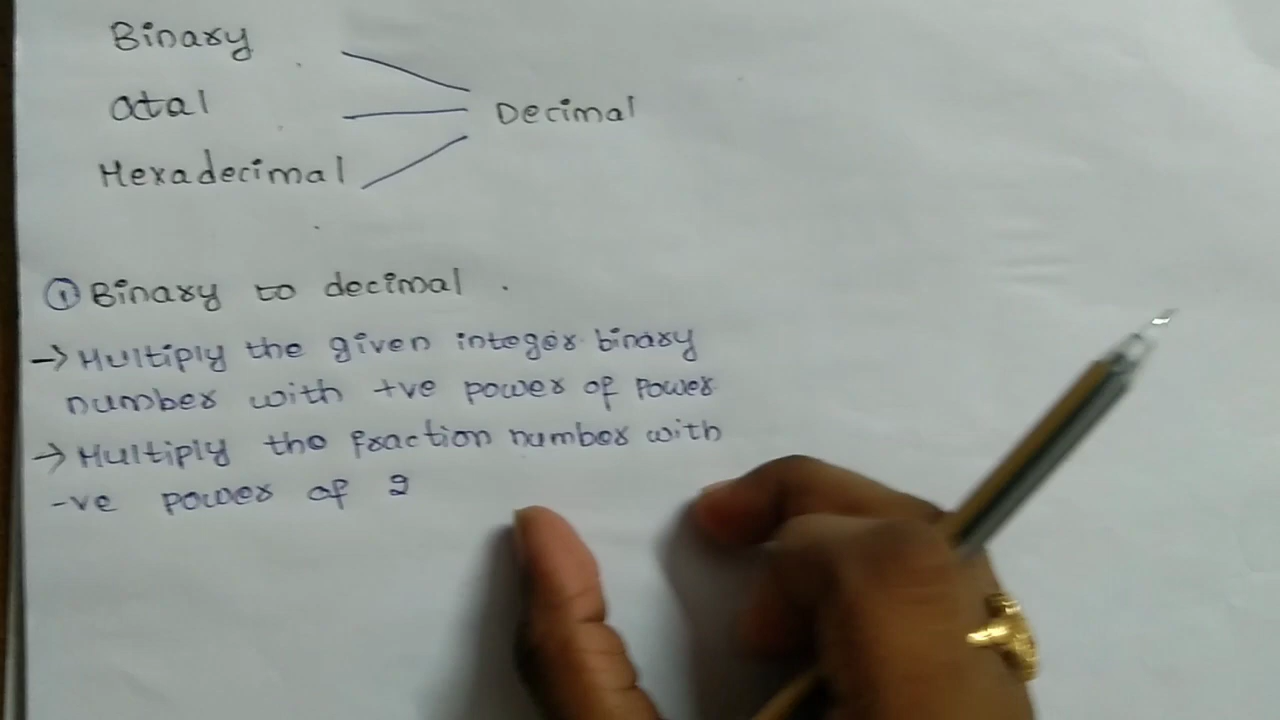 Binary
Octal
Decimal
Hexadecimal
① Binary to decimal .
→ Multiply the given integer binary
number with +ve power of power
→ Multiply the fraction number with
-ve power of 2